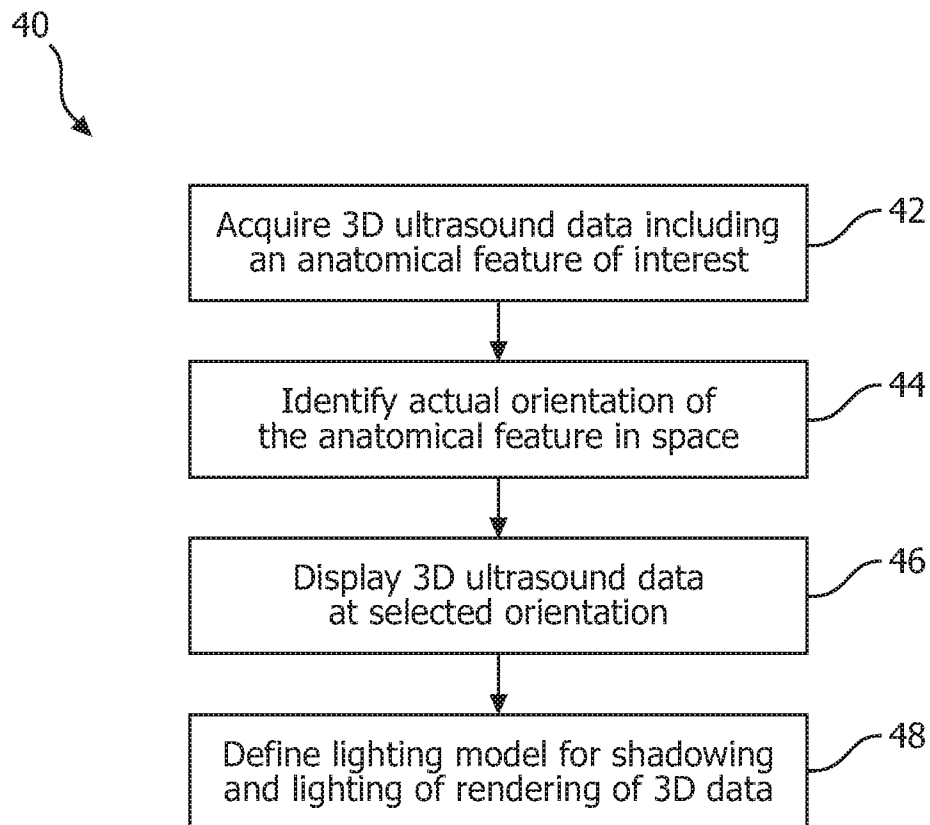 40
Acquire 3D ultrasound data including
an anatomical feature of interest
42
Identify actual orientation of
the anatomical feature in space
44
Display 3D ultrasound data
at selected orientation
46
Define lighting model for shadowing
and lighting of rendering of 3D data
48